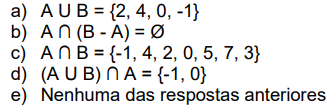 a) A U B = {2, 4, 0, -1}
b) A ∩ (B - A) = Ø
c) A ∩ B = {-1, 4, 2, 0, 5, 7, 3}
d) (A U B) ∩ A = {-1, 0}
e) Nenhuma das respostas anteriores